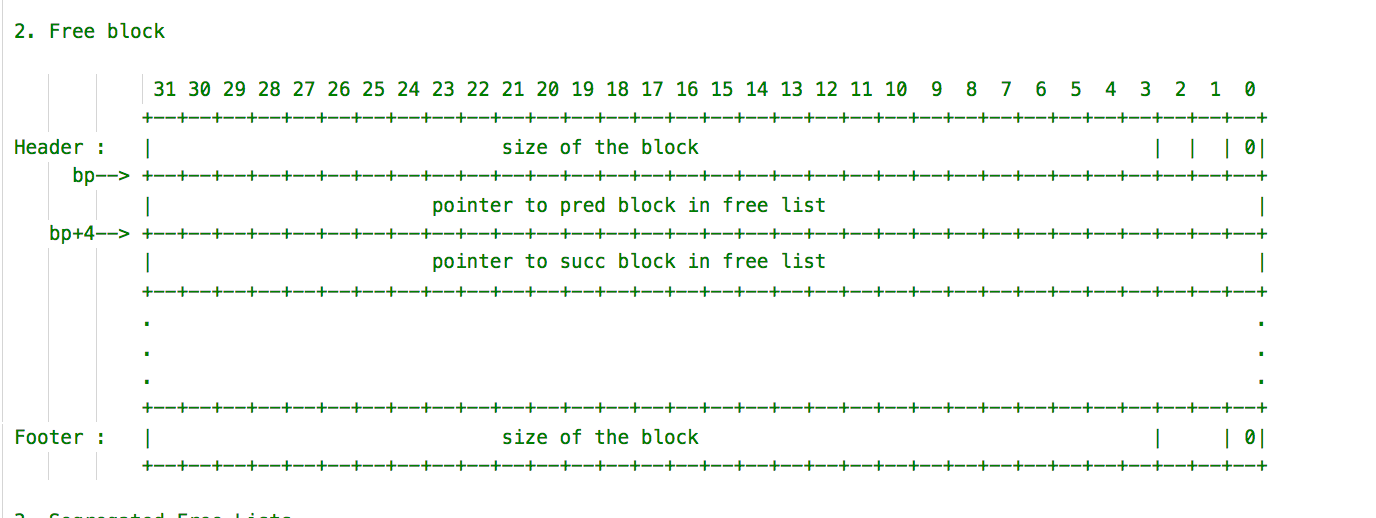 2. Free block
31 30 29 28 27 26 25 24 23 22 21 20 19 18 17 16 15 14 13 12 11 10  9  8  7  6  5  4  3  2  1  0
+--+--+--+--+--+--+--+--+--+--+--+--+--+--+--+--+--+--+--+--+--+--+--+--+--+--+--+--+--+--+--+--+
Header : |                              size of the block                                       |  |  | 0|
bp--> +--+--+--+--+--+--+--+--+--+--+--+--+--+--+--+--+--+--+--+--+--+--+--+--+--+--+--+--+--+--+--+--+
|                        pointer to pred block in free list                                     |
bp+4--> +--+--+--+--+--+--+--+--+--+--+--+--+--+--+--+--+--+--+--+--+--+--+--+--+--+--+--+--+--+--+--+--+
|                        pointer to succ block in free list                                     |
+--+--+--+--+--+--+--+--+--+--+--+--+--+--+--+--+--+--+--+--+--+--+--+--+--+--+--+--+--+--+--+--+
.                                                                                               .
.                                                                                               .
.                                                                                               .
+--+--+--+--+--+--+--+--+--+--+--+--+--+--+--+--+--+--+--+--+--+--+--+--+--+--+--+--+--+--+--+--+
Footer : |                              size of the block                                       |     | 0|
+--+--+--+--+--+--+--+--+--+--+--+--+--+--+--+--+--+--+--+--+--+--+--+--+--+--+--+--+--+--+--+--+